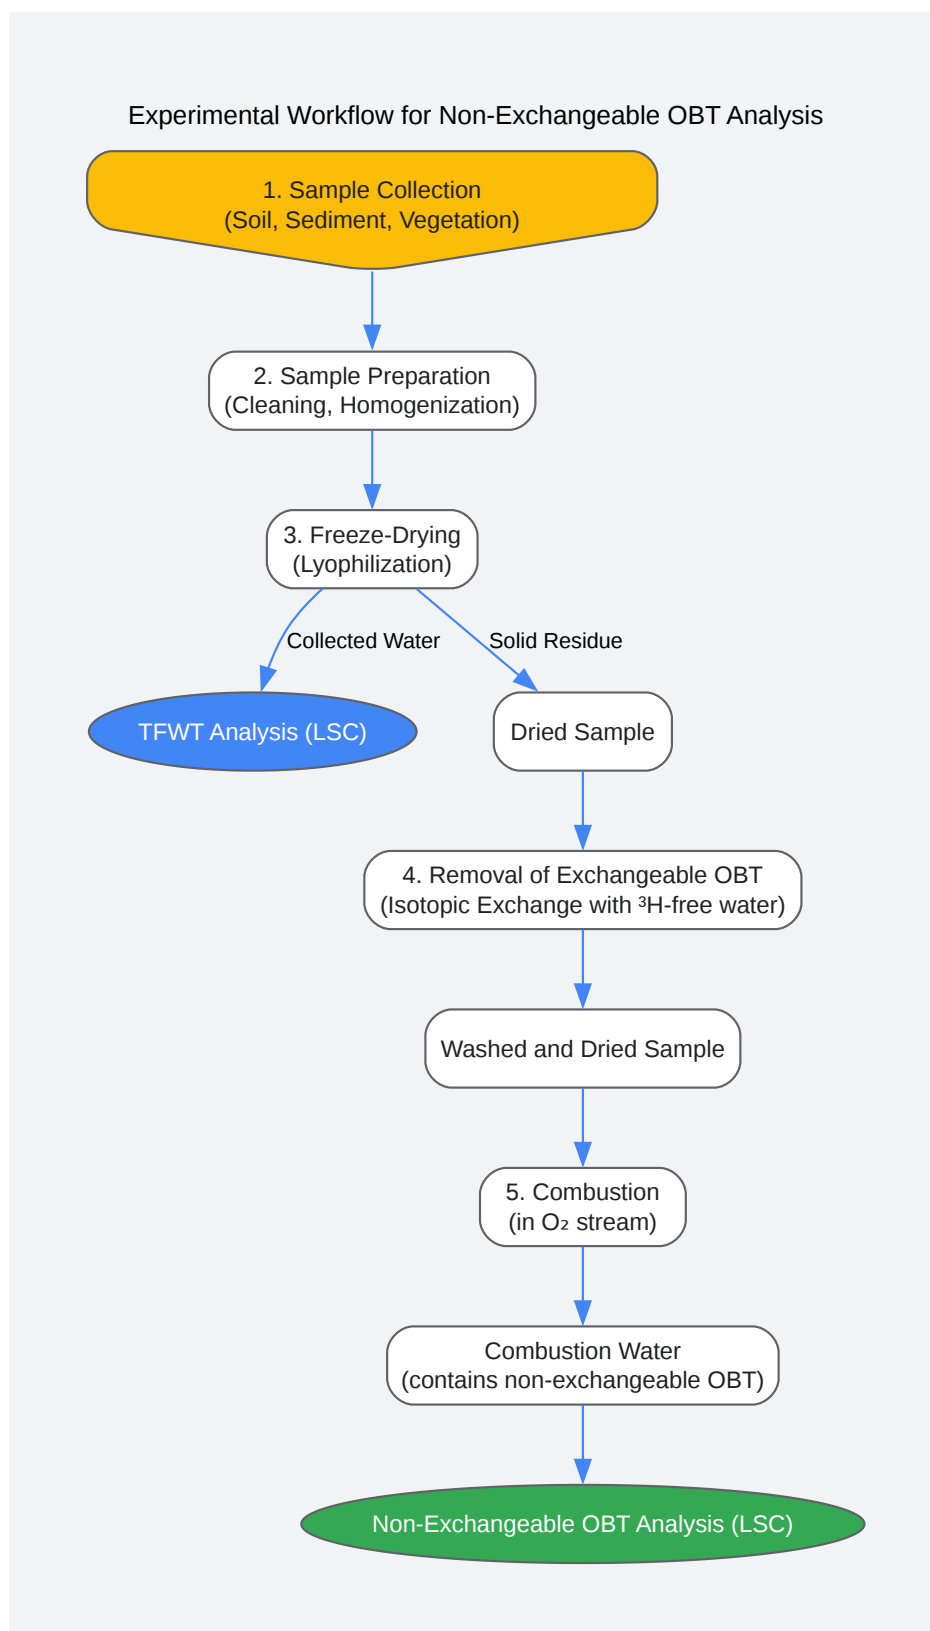 Experimental Workflow for Non-Exchangeable OBT Analysis
1. Sample Collection
(Soil, Sediment, Vegetation)
2. Sample Preparation
(Cleaning, Homogenization)
3. Freeze-Drying
(Lyophilization)
Collected Water
Solid Residue
TFWT Analysis (LSC)
Dried Sample
4. Removal of Exchangeable OBT
(Isotopic Exchange with ³H-free water)
Washed and Dried Sample
5. Combustion
(in O₂ stream)
Combustion Water
(contains non-exchangeable OBT)
Non-Exchangeable OBT Analysis (LSC)